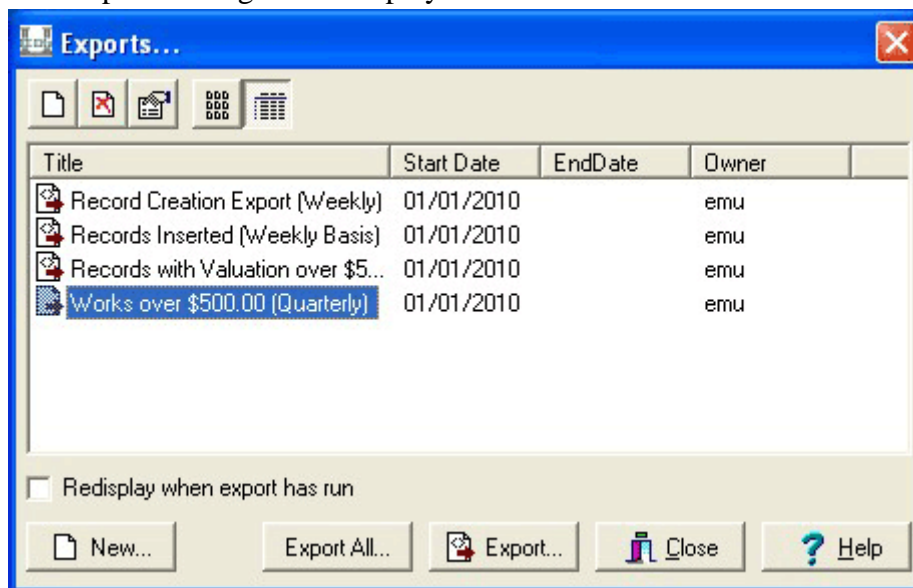 Exports...
Title Start Date EndDate Owner
Record Creation Export (Weekly) 01/01/2010 emu
Records Inserted (Weekly Basis) 01/01/2010 emu
Records with Valuation over $5... 01/01/2010 emu
Works over $500.00 (Quarterly) 01/01/2010 emu
Redisplay when export has run
New... Export All... Export... Close Help